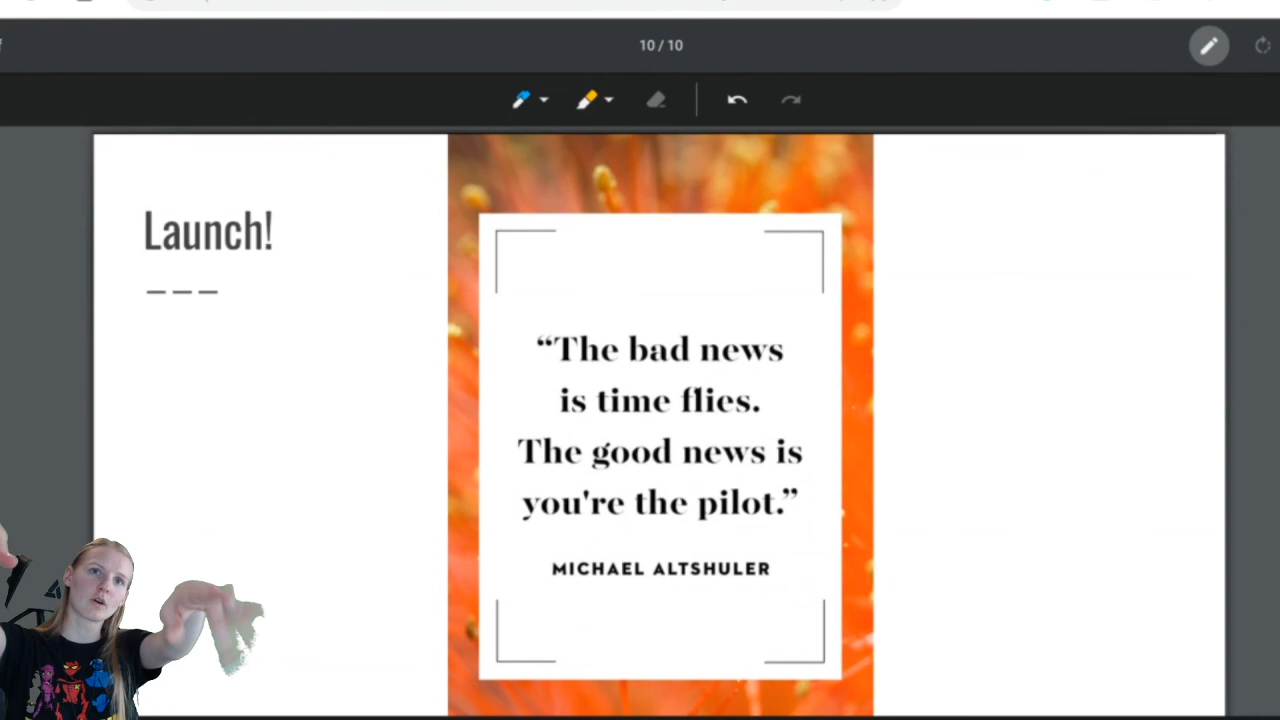 10 / 10
Launch!
“The bad news
is time flies.
The good news is
you're the pilot.”
MICHAEL ALTSHULER